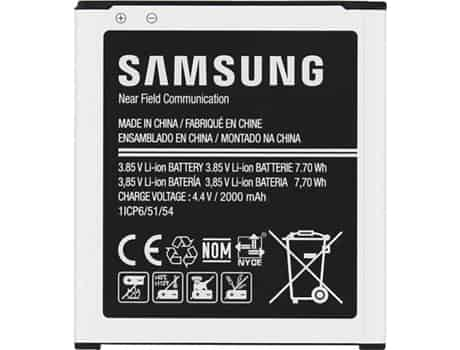 SAMSUNG
Near Field Communication
MADE IN CHINA / FABRIQUÉ EN CHINE
ENSAMBLADO EN CHINA / MONTADO NA CHINA
3.85 V Li-ion BATTERY 3.85 V Li-ion BATTERIE 7.70 Wh
3,85 V Li-ion BATERÍA 3,85 V Li-ion BATERIA 7,70 Wh
CHARGE VOLTAGE : 4.4 V / 2000 mAh
1ICP6/51/54
CE NOM NYCE